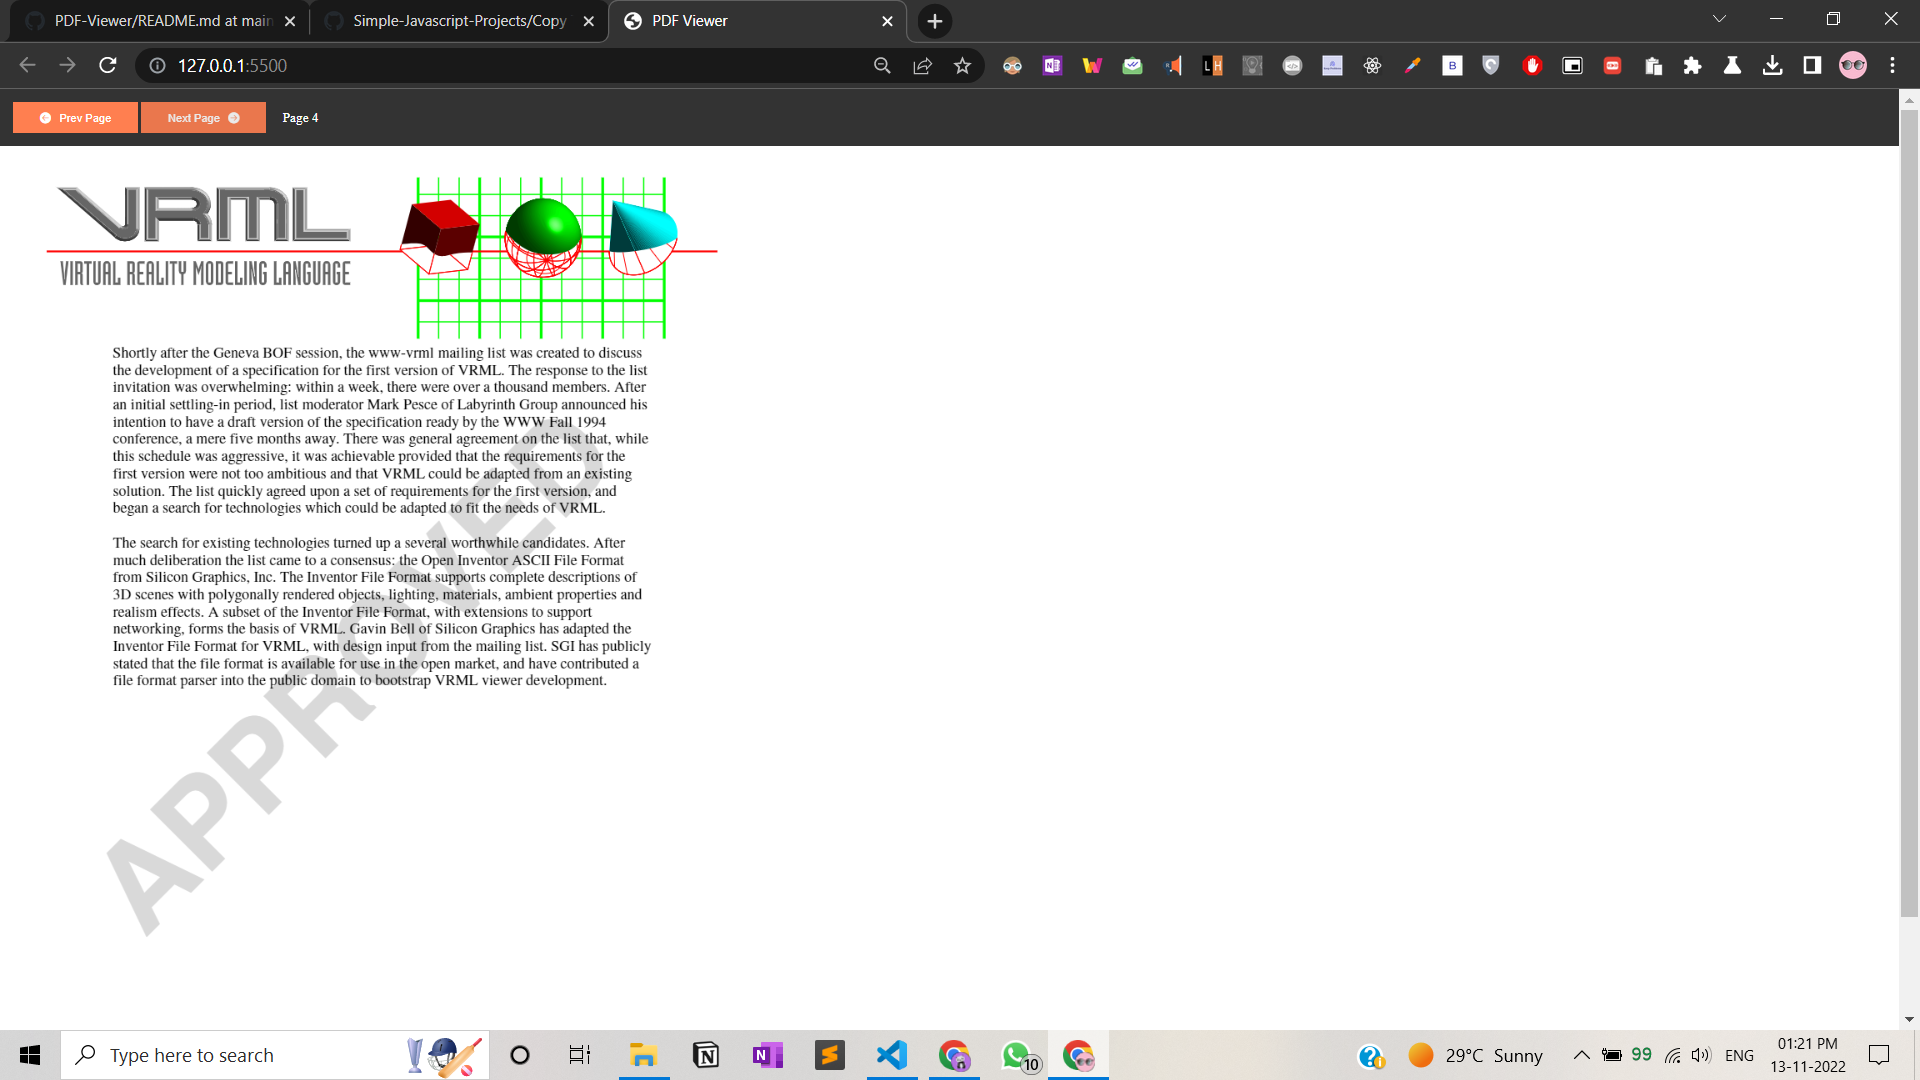 PDF-Viewer/README.md at main
Simple-Javascript-Projects/Copy
PDF Viewer
127.0.0.1:5500
Prev Page
Next Page
Page 4
VRML
VIRTUAL REALITY MODELING LANGUAGE
Shortly after the Geneva BOF session, the www-vrml mailing list was created to discuss
the development of a specification for the first version of VRML. The response to the list
invitation was overwhelming: within a week, there were over a thousand members. After
an initial settling-in period, list moderator Mark Pesce of Labyrinth Group announced his
intention to have a draft version of the specification ready by the WWW Fall 1994
conference, a mere five months away. There was general agreement on the list that, while
this schedule was aggressive, it was achievable provided that the requirements for the
first version were not too ambitious and that VRML could be adapted from an existing
solution. The list quickly agreed upon a set of requirements for the first version, and
began a search for technologies which could be adapted to fit the needs of VRML.
The search for existing technologies turned up a several worthwhile candidates. After
much deliberation the list came to a consensus: the Open Inventor ASCII File Format
from Silicon Graphics, Inc. The Inventor File Format supports complete descriptions of
3D scenes with polygonally rendered objects, lighting, materials, ambient properties and
realism effects. A subset of the Inventor File Format, with extensions to support
networking, forms the basis of VRML. Gavin Bell of Silicon Graphics has adapted the
Inventor File Format for VRML, with design input from the mailing list. SGI has publicly
stated that the file format is available for use in the open market, and have contributed a
file format parser into the public domain to bootstrap VRML viewer development.
APPROVED
Type here to search
10
29°C Sunny
99
ENG
01:21 PM
13-11-2022